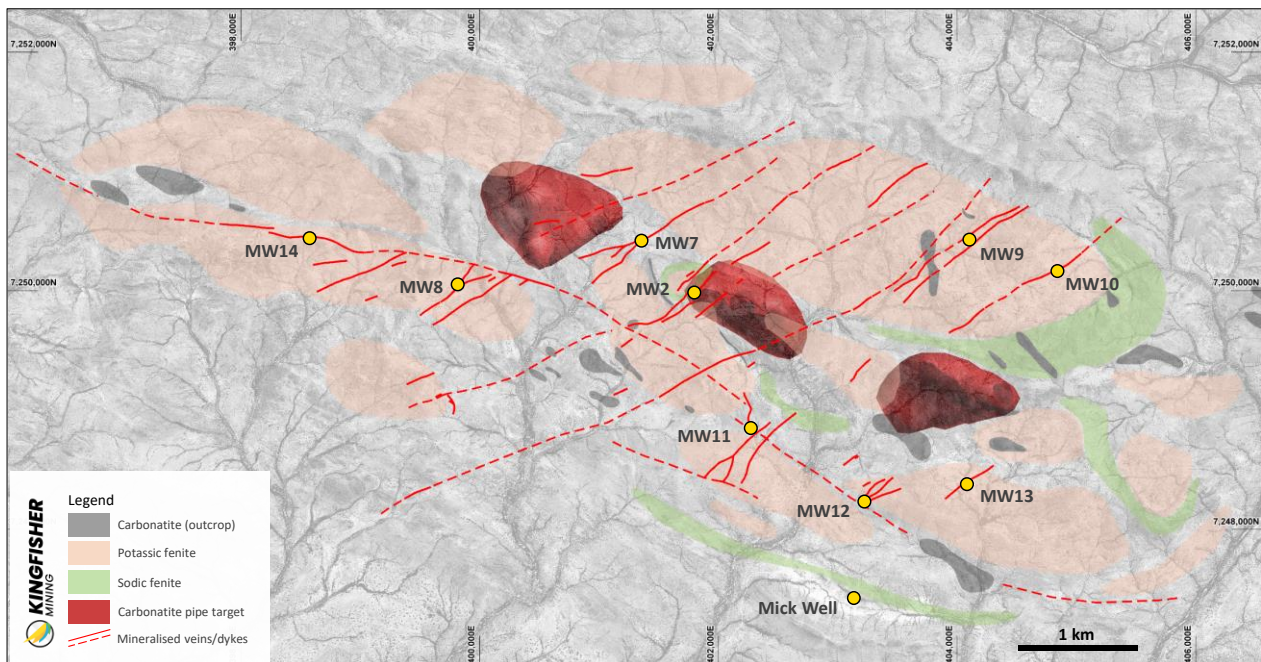 398,000E
400,000E
402,000E
404,000E
406,000E
7,252,000N
7,252,000N
MW14
MW7
MW9
MW8
MW2
MW10
7,250,000N
7,250,000N
MW11
MW12
MW13
7,248,000N
Mick Well
400,000E
402,000E
404,000E
406,000E
1 km
KINGFISHER
MINING
Legend
Carbonatite (outcrop)
Potassic fenite
Sodic fenite
Carbonatite pipe target
Mineralised veins/dykes